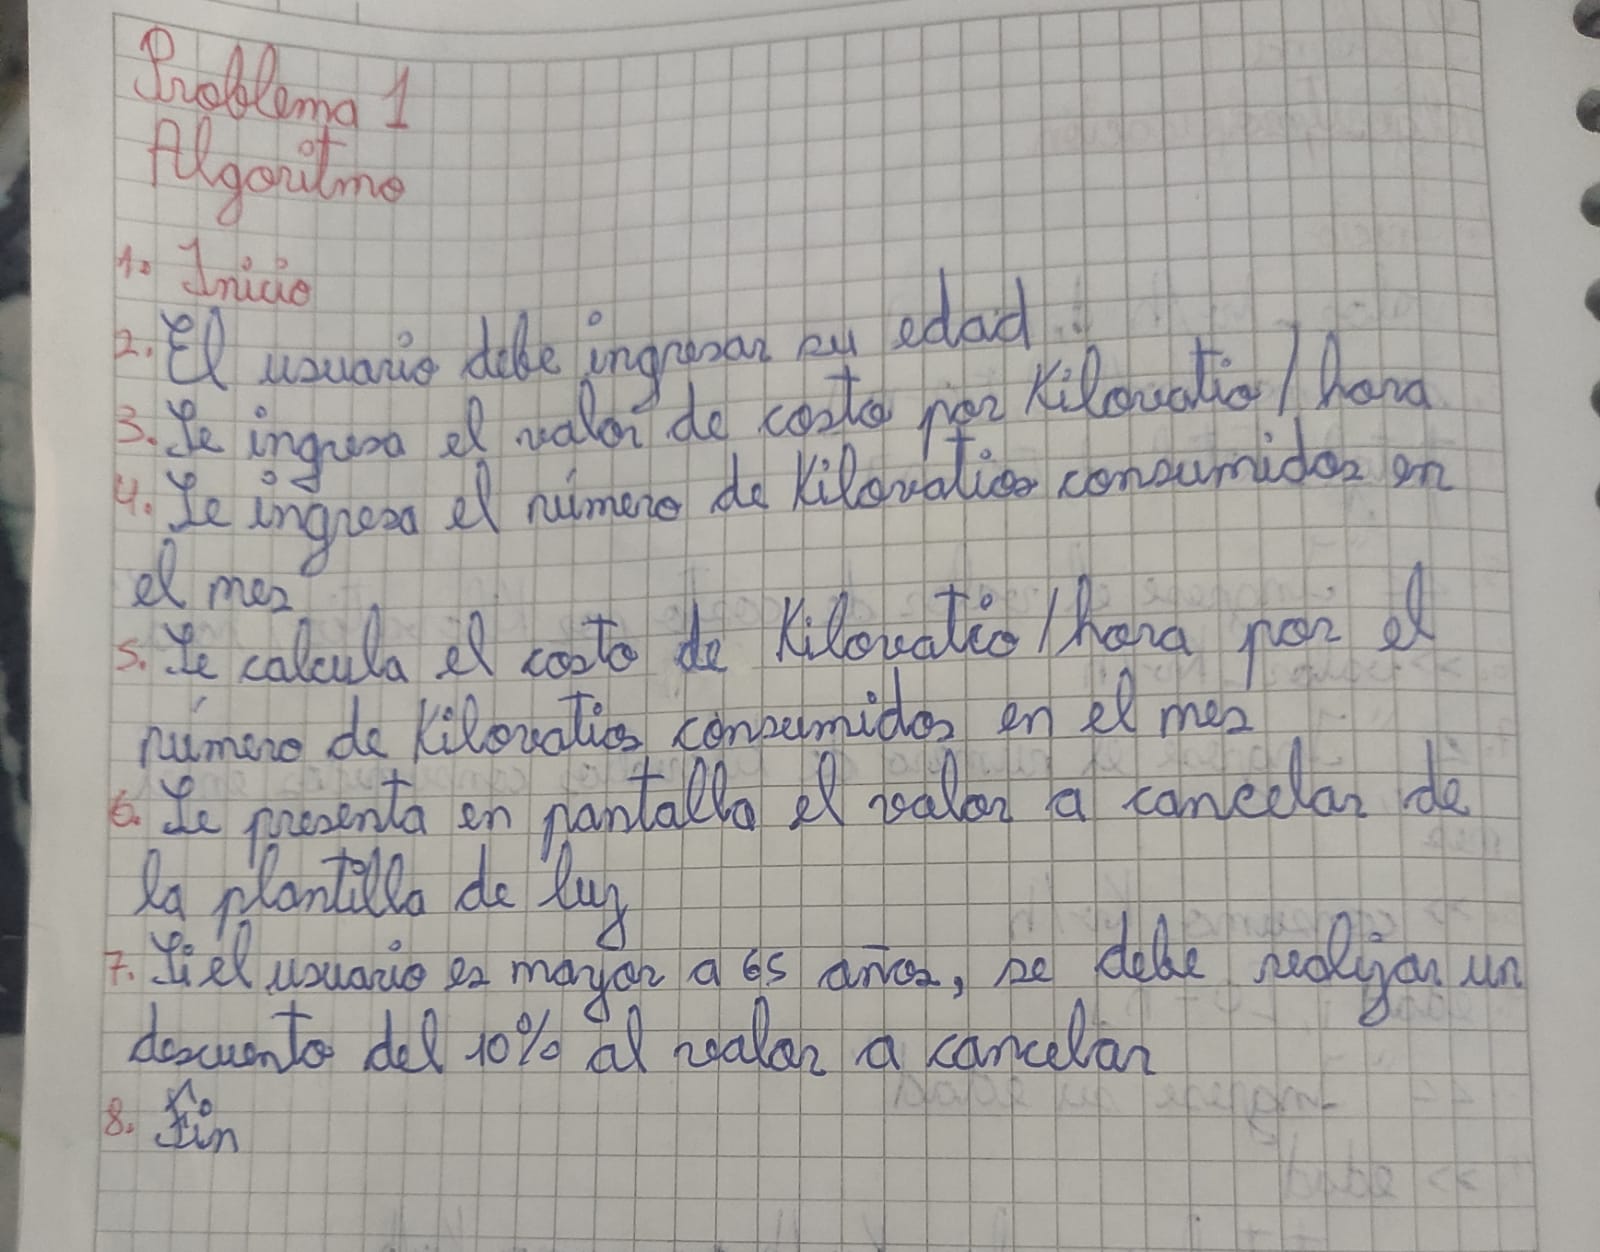 Problema 1
Algoritmo
1. Inicio
2. El usuario debe ingresar su edad
3. Se ingresa el valor de costo por Kilovatio/hora
4. Se ingresa el número de Kilovatios consumidos en
el mes
5. Se calcula el costo de Kilovatio/hora por el
número de Kilovatios consumidos en el mes
6. Se presenta en pantalla el valor a cancelar de
la plantilla de luz
7. Si el usuario es mayor a 65 años, se debe realizar un
descuento del 10% al valor a cancelar
8. Fin